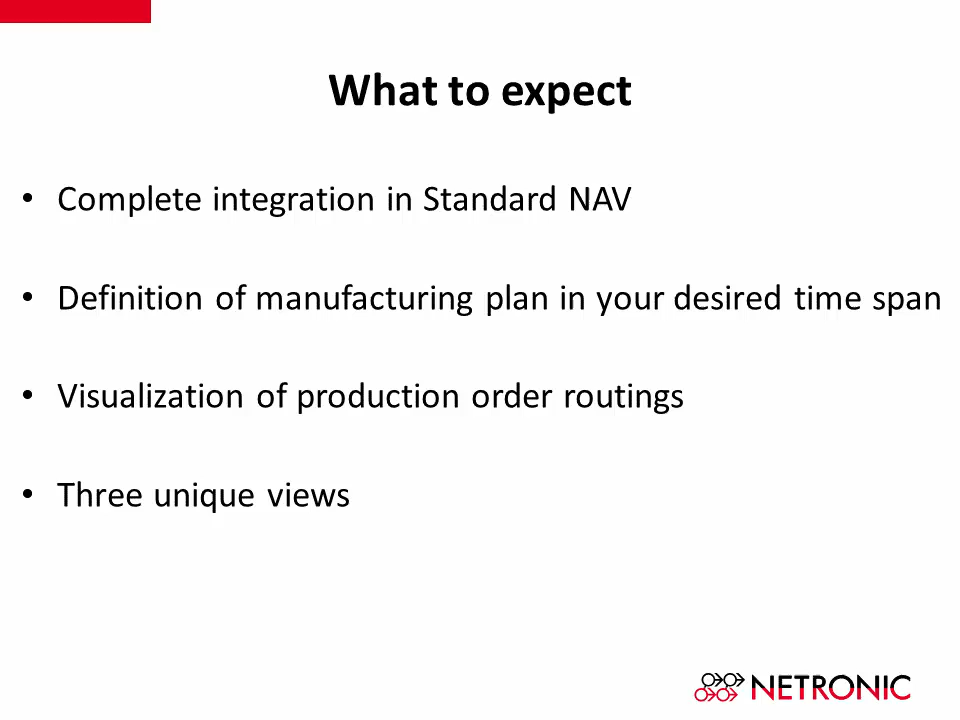 What to expect
• Complete integration in Standard NAV
• Definition of manufacturing plan in your desired time span
• Visualization of production order routings
• Three unique views
NETRONIC